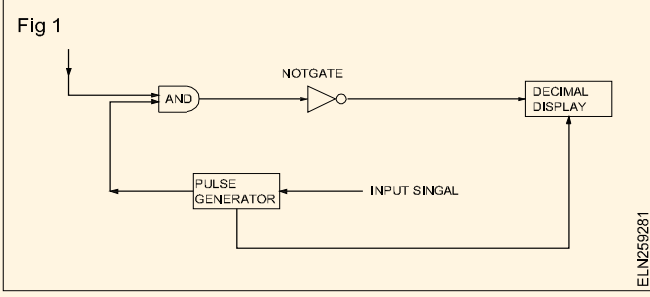 Fig 1
NOTGATE
AND
DECIMAL
DISPLAY
PULSE
GENERATOR
INPUT SINGAL
ELN259281